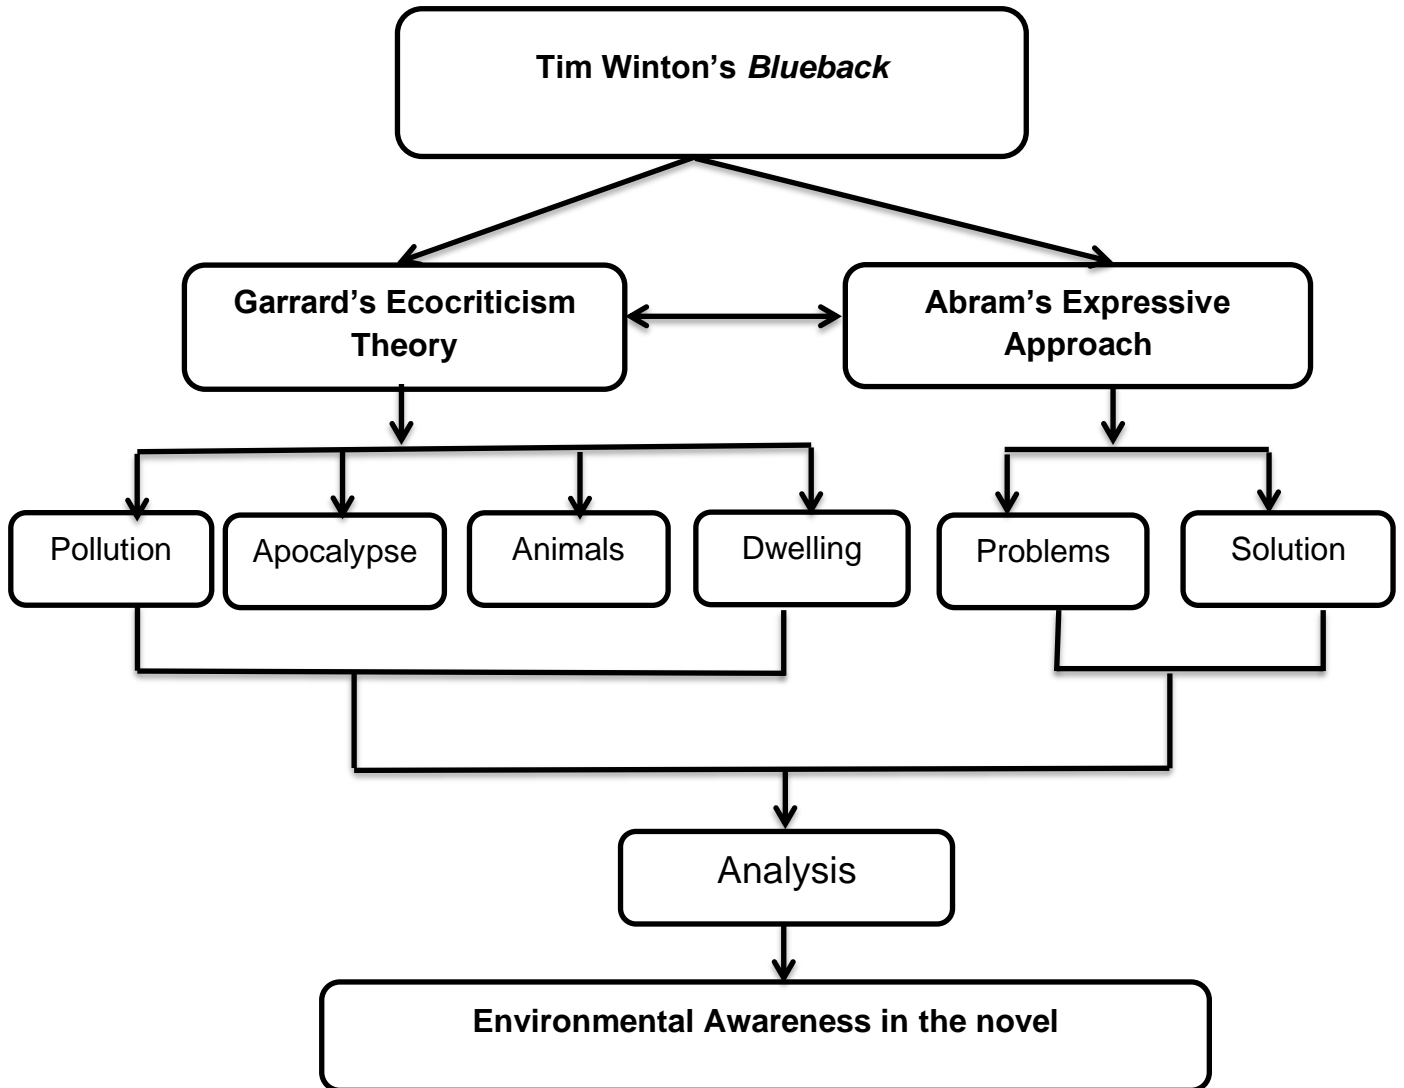 Tim Winton’s Blueback
Garrard’s Ecocriticism
Theory
Abram’s Expressive
Approach
Pollution
Apocalypse
Animals
Dwelling
Problems
Solution
Analysis
Environmental Awareness in the novel